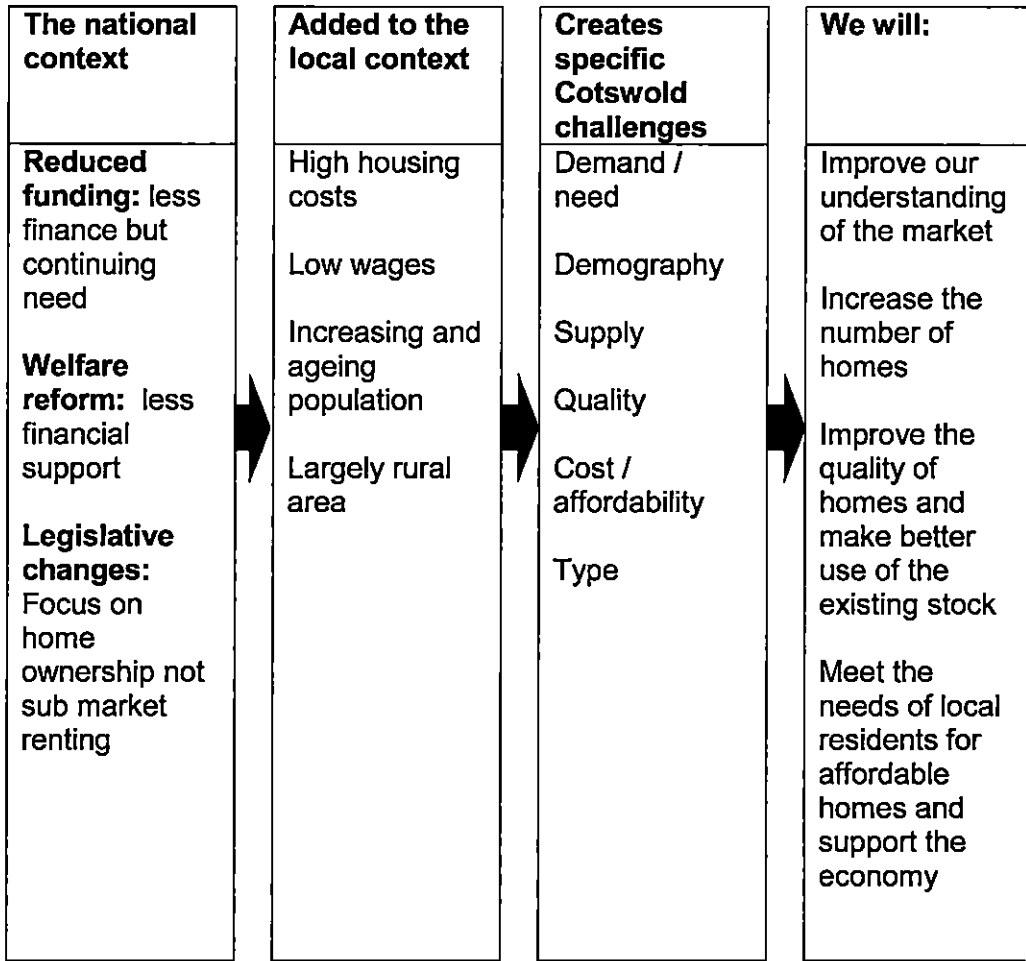 The national
context
Reduced
funding: less
finance but
continuing
need
Welfare
reform: less
financial
support
Legislative
changes:
Focus on
home
ownership not
sub market
renting
Added to the
local context
High housing
costs
Low wages
Increasing and
ageing
population
Largely rural
area
Creates
specific
Cotswold
challenges
Demand /
need
Demography
Supply
Quality
Cost /
affordability
Type
We will:
Improve our
understanding
of the market
Increase the
number of
homes
Improve the
quality of
homes and
make better
use of the
existing stock
Meet the
needs of local
residents for
affordable
homes and
support the
economy